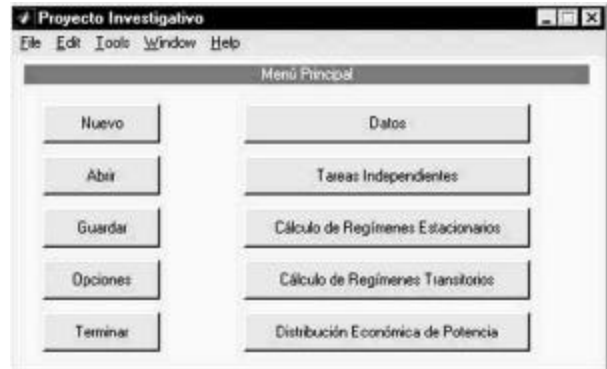 Proyecto Investigativo
File Edit Tools Window Help
Menú Principal
Nuevo Datos
Abrir Tareas Independientes
Guardar Cálculo de Regímenes Estacionarios
Opciones Cálculo de Regímenes Transitorios
Terminar Distribución Económica de Potencia